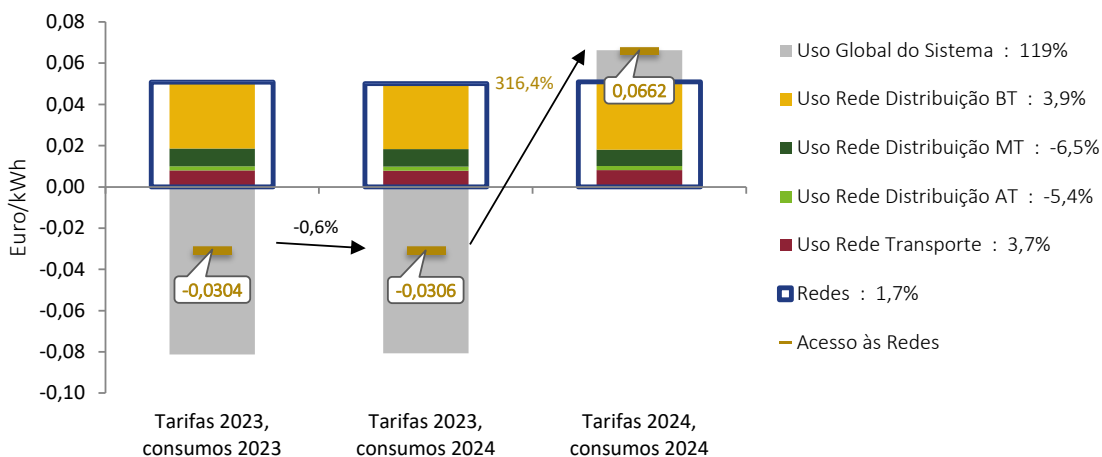 0,08
0,06
0,04
0,02
0,00
-0,02
-0,04
-0,06
-0,08
-0,10
Euro/kWh
-0,0304
-0,6%
-0,0306
316,4%
0,0662
Tarifas 2023,
consumos 2023
Tarifas 2023,
consumos 2024
Tarifas 2024,
consumos 2024
Uso Global do Sistema : 119%
Uso Rede Distribuição BT : 3,9%
Uso Rede Distribuição MT : -6,5%
Uso Rede Distribuição AT : -5,4%
Uso Rede Transporte : 3,7%
Redes : 1,7%
Acesso às Redes